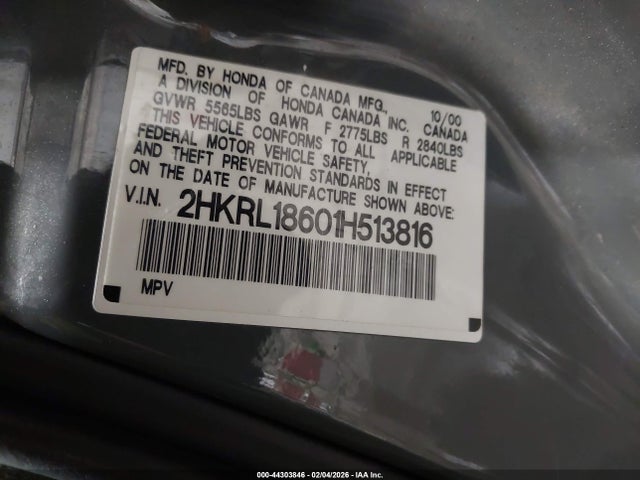 MFD. BY HONDA OF CANADA MFG., 10/00
A DIVISION OF HONDA CANADA INC. CANADA
GVWR 5565LBS GAWR F 2775LBS R 2840LBS
THIS VEHICLE CONFORMS TO ALL APPLICABLE
FEDERAL MOTOR VEHICLE SAFETY,
AND THEFT PREVENTION STANDARDS IN EFFECT
ON THE DATE OF MANUFACTURE SHOWN ABOVE:
V.I.N. 2HKRL18601H513816
MPV
000-44303846 - 02/04/2026 - IAA Inc.